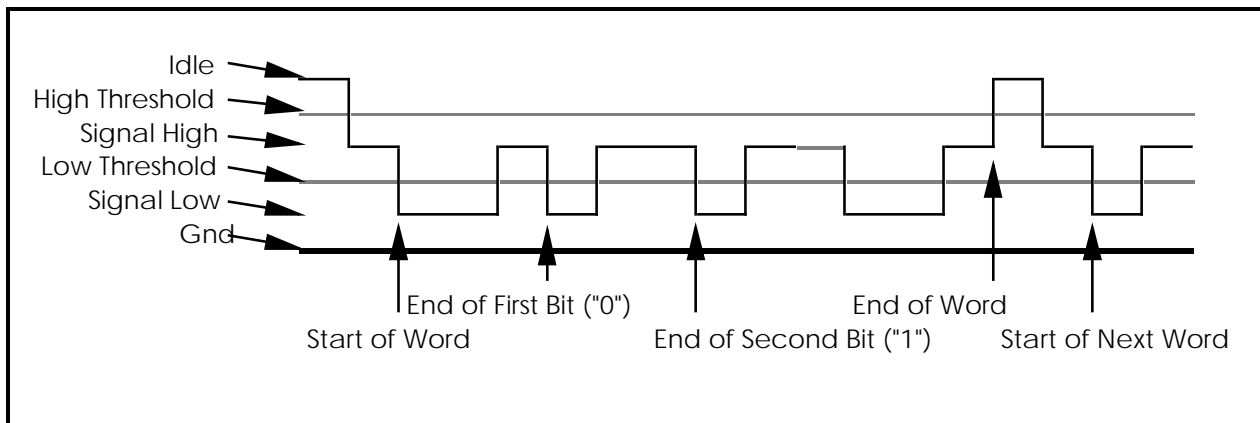 Idle
High Threshold
Signal High
Low Threshold
Signal Low
Gnd
End of First Bit ("0")
End of Word
Start of Word
End of Second Bit ("1")
Start of Next Word